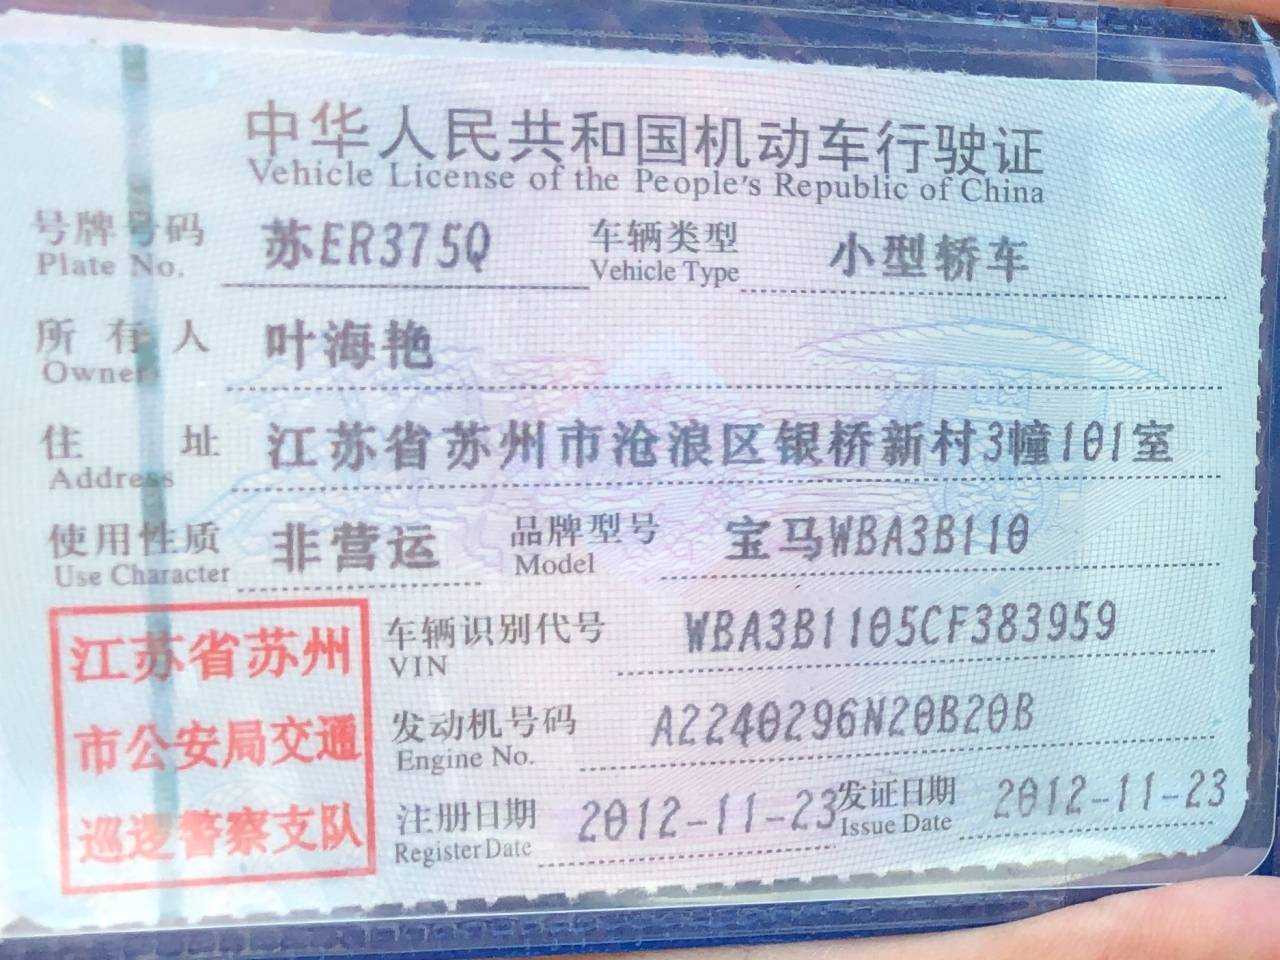 中华人民共和国机动车行驶证
Vehicle License of the People's Republic of China
号牌号码 苏ER375Q 车辆类型 小型轿车
Plate No. Vehicle Type
所有人 叶海艳
Owner
住址 江苏省苏州市沧浪区银桥新村3幢101室
Address
使用性质 非营运 品牌型号 宝马WBA3B110
Use Character Model
江苏省苏州
市公安局交通
巡逻警察支队
车辆识别代号 WBA3B1105CF383959
VIN
发动机号码 A2240296N20B20B
Engine No.
注册日期 2012-11-23 发证日期 2012-11-23
Register Date Issue Date